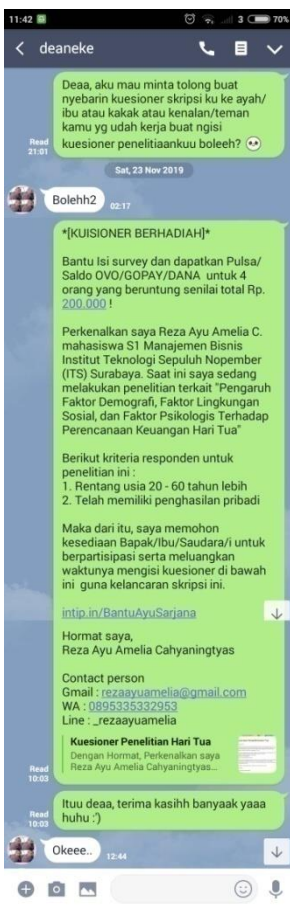 11:42
3
70%
deaneke
Deaa, aku mau minta tolong buat
nyebarin kuesioner skripsi ku ke ayah/
ibu atau kakak atau kenalan/teman
kamu yg udah kerja buat ngisi
kuesioner penelitiaankuu boleeh?
Read
21:01
Sat, 23 Nov 2019
Bolehh2
02:17
*[KUISIONER BERHADIAH]*
Bantu Isi survey dan dapatkan Pulsa/
Saldo OVO/GOPAY/DANA untuk 4
orang yang beruntung senilai total Rp.
200.000 !
Perkenalkan saya Reza Ayu Amelia C.
mahasiswa S1 Manajemen Bisnis
Institut Teknologi Sepuluh Nopember
(ITS) Surabaya. Saat ini saya sedang
melakukan penelitian terkait "Pengaruh
Faktor Demografi, Faktor Lingkungan
Sosial, dan Faktor Psikologis Terhadap
Perencanaan Keuangan Hari Tua"
Berikut kriteria responden untuk
penelitian ini :
1. Rentang usia 20 - 60 tahun lebih
2. Telah memiliki penghasilan pribadi
Maka dari itu, saya memohon
kesediaan Bapak/Ibu/Saudara/i untuk
berpartisipasi serta meluangkan
waktunya mengisi kuesioner di bawah
ini guna kelancaran skripsi ini.
intip.in/BantuAyuSarjana
Hormat saya,
Reza Ayu Amelia Cahyaningtyas
Contact person
Gmail : rezaayuamelia@gmail.com
WA : 0895335332953
Line : _rezaayuamelia
Kuesioner Penelitian Hari Tua
Dengan Hormat, Perkenalkan saya
Reza Ayu Amelia Cahyaningtyas...
Read
10:03
Ituu deaa, terima kasihh banyaak yaaa
huhu :')
Read
10:03
Okeee..
12:44